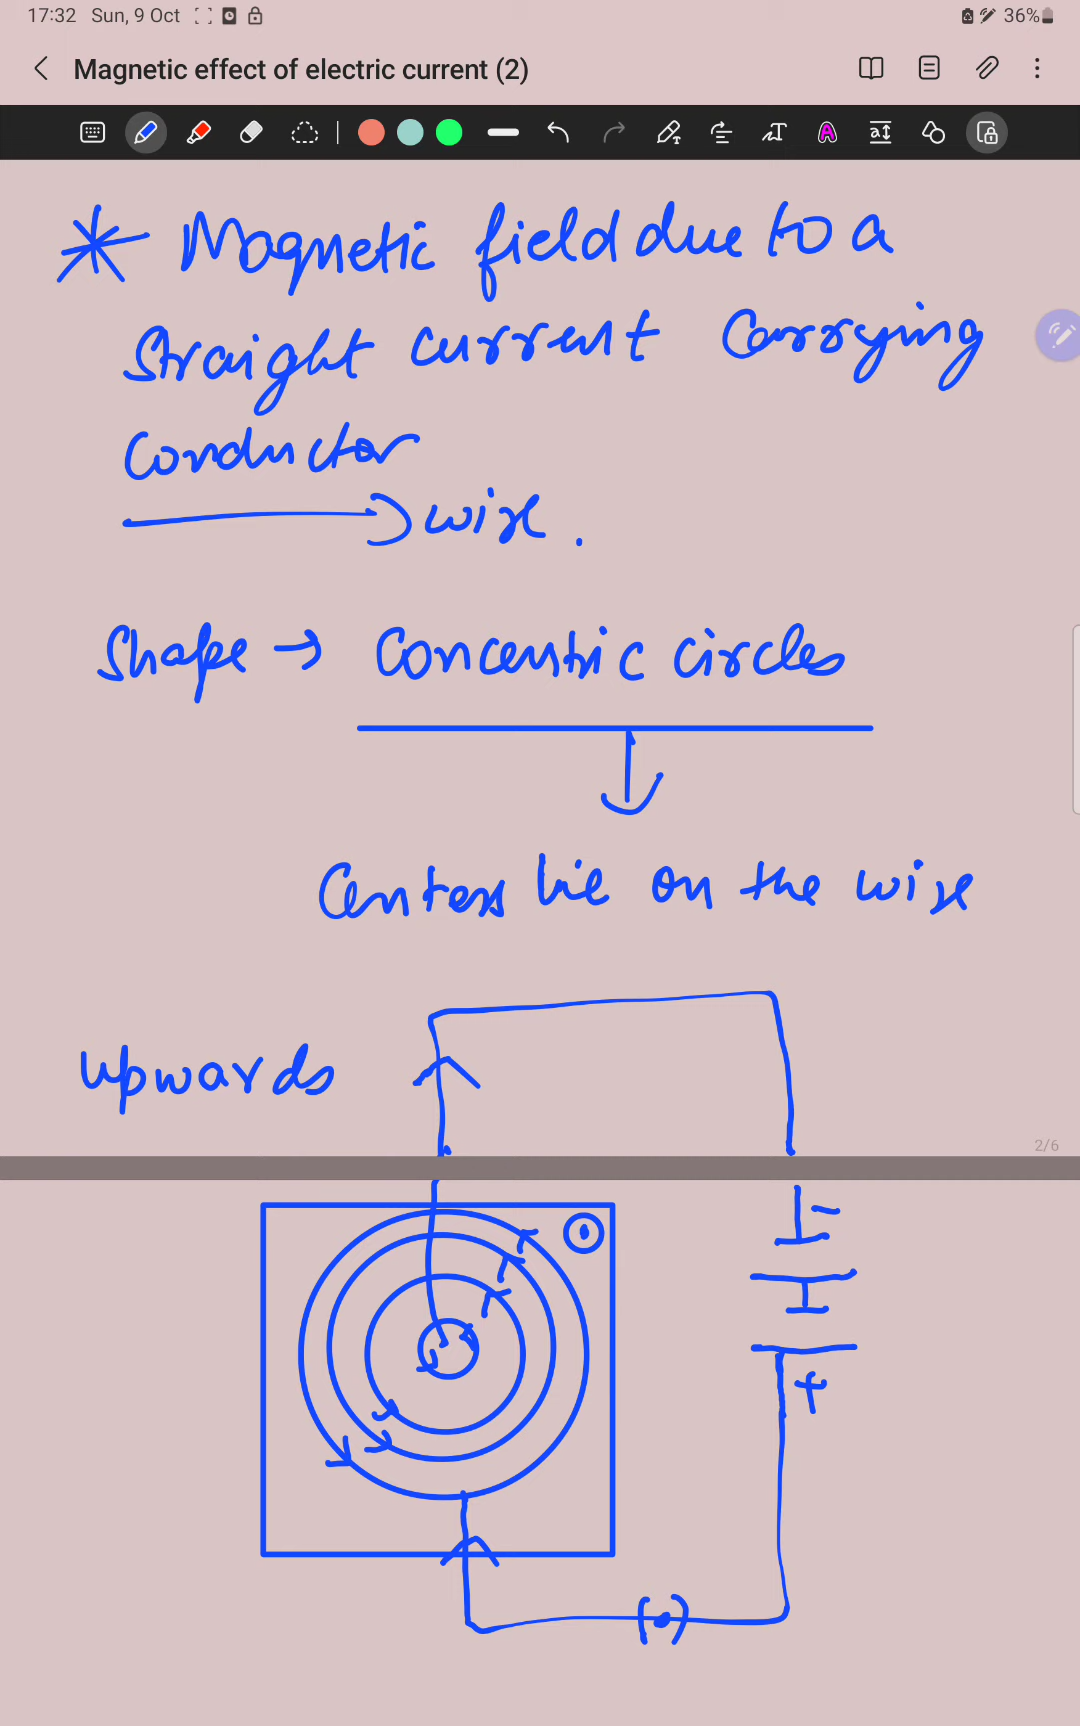 17:32 Sun, 9 Oct 36%
Magnetic effect of electric current (2)
* Magnetic field due to a
Straight current Carrying
Conductor
→ wire.
Shape → Concentric circles
Centers lie on the wire
upwards
2/6
-
+
(•)